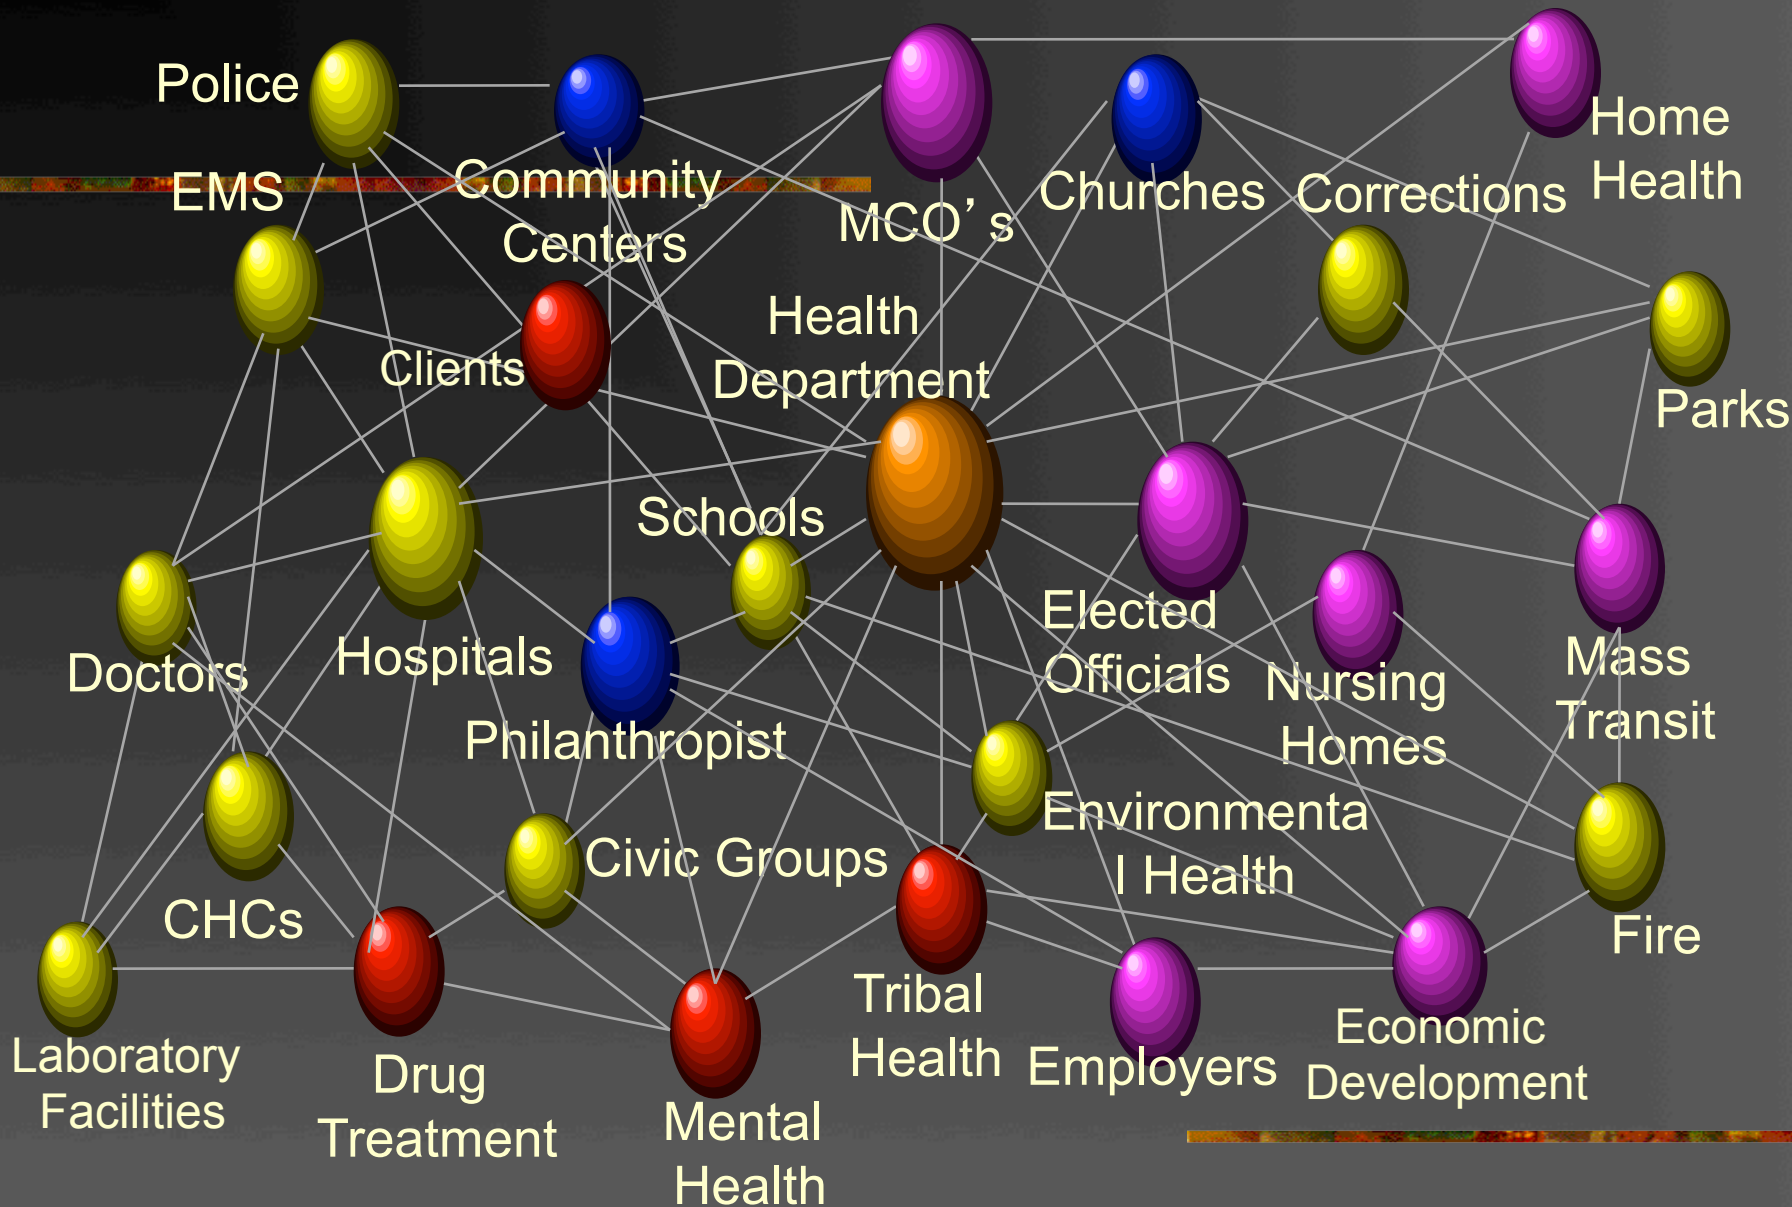 Police
Home
Health
EMS
Community
Centers
MCO’s
Churches
Corrections
Health
Department
Clients
Parks
Schools
Elected
Officials
Nursing
Homes
Mass
Transit
Doctors
Hospitals
Philanthropist
Environmenta
l Health
Civic Groups
CHCs
Fire
Tribal
Health
Employers
Economic
Development
Laboratory
Facilities
Drug
Treatment
Mental
Health